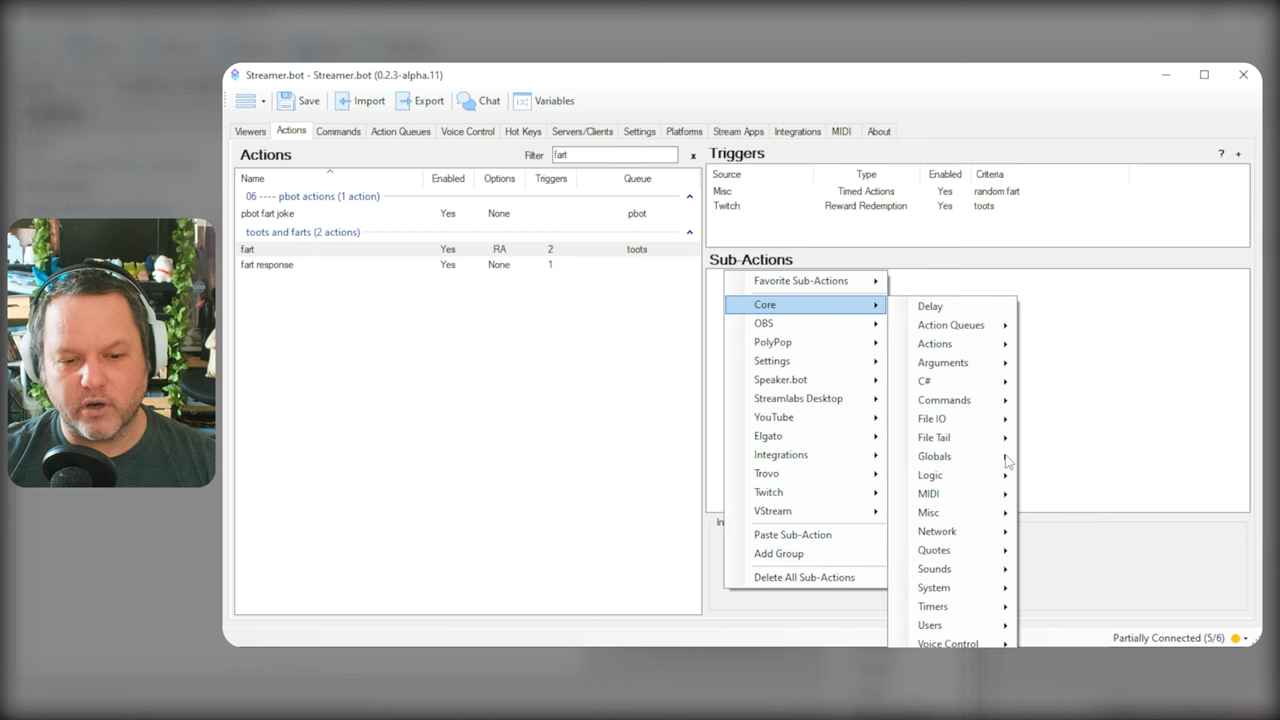 Streamer.bot - Streamer.bot (0.2.3-alpha.11)
Save Import Export Chat Variables
Viewers Actions Commands Action Queues Voice Control Hot Keys Servers/Clients Settings Platforms Stream Apps Integrations MIDI About
Actions Filter fart x
Name Enabled Options Triggers Queue
06 ---- pbot actions (1 action)
pbot fart joke Yes None pbot
toots and farts (2 actions)
fart Yes RA 2 toots
fart response Yes None 1
Triggers ? +
Source Type Enabled Criteria
Misc Timed Actions Yes random fart
Twitch Reward Redemption Yes toots
Sub-Actions
Favorite Sub-Actions
Core
OBS
PolyPop
Settings
Speaker.bot
Streamlabs Desktop
YouTube
Elgato
Integrations
Trovo
Twitch
VStream
Paste Sub-Action
Add Group
Delete All Sub-Actions
Delay
Action Queues
Actions
Arguments
C#
Commands
File IO
File Tail
Globals
Logic
MIDI
Misc
Network
Quotes
Sounds
System
Timers
Users
Voice Control
Partially Connected (5/6)